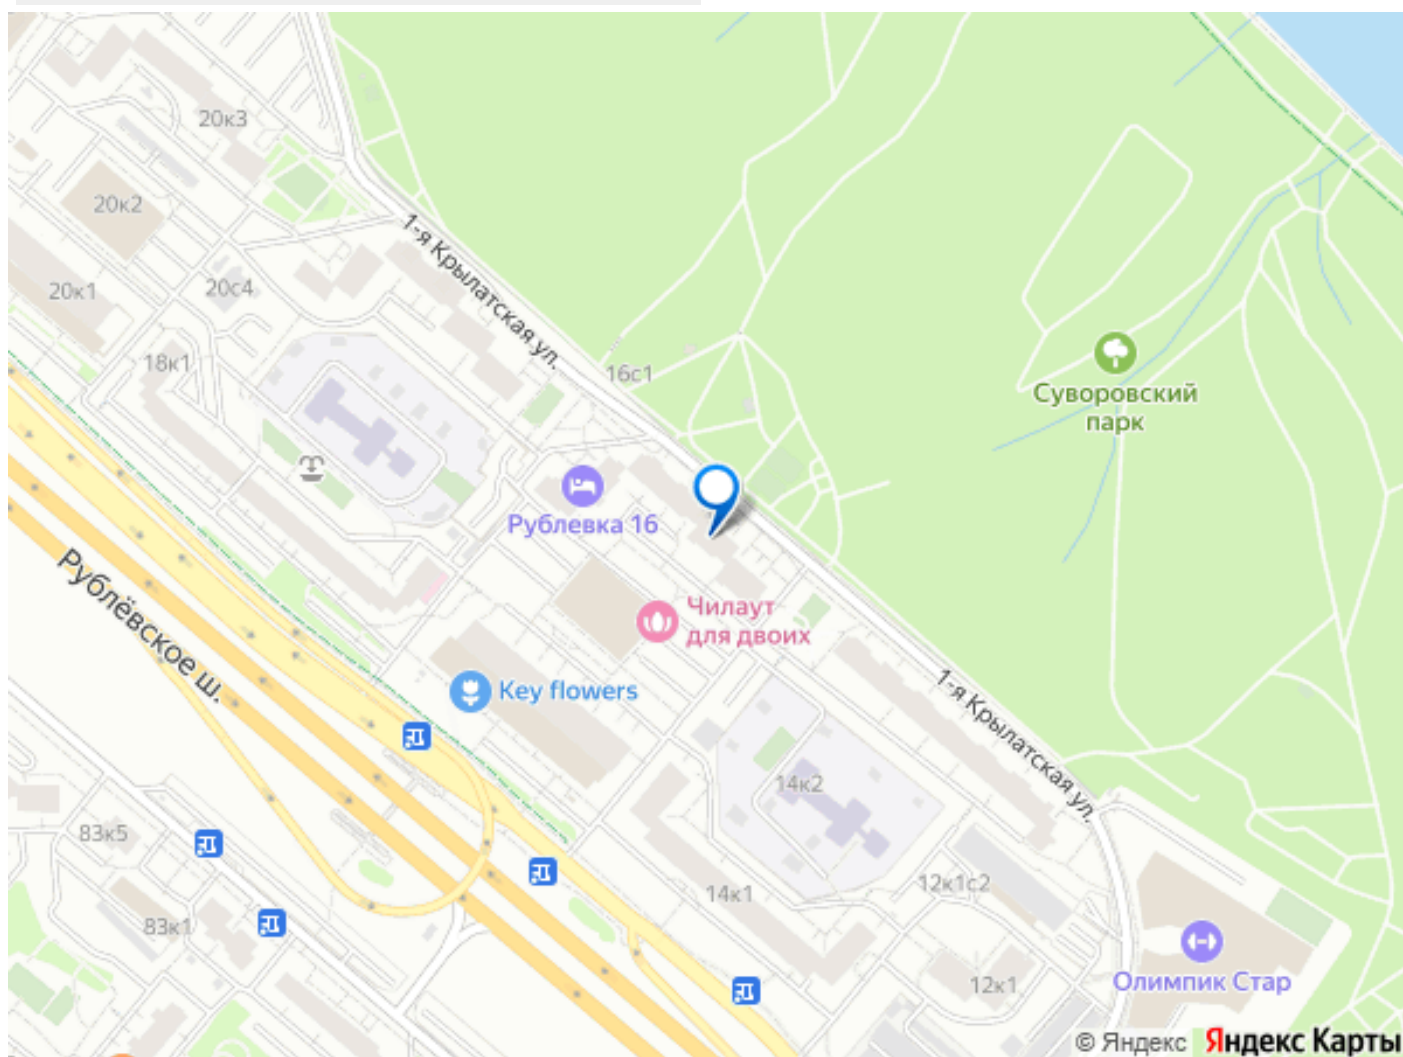 20к3
20к2
1-я Крылатская ул.
20к1
20с4
18к1
16с1
Суворовский
парк
Рублевка 16
Рублёвское ш.
Чилаут
для двоих
Key flowers
1-я Крылатская ул.
14к2
83к5
14к1
12к1с2
83к1
Олимпик Стар
12к1
© Яндекс Яндекс Карты